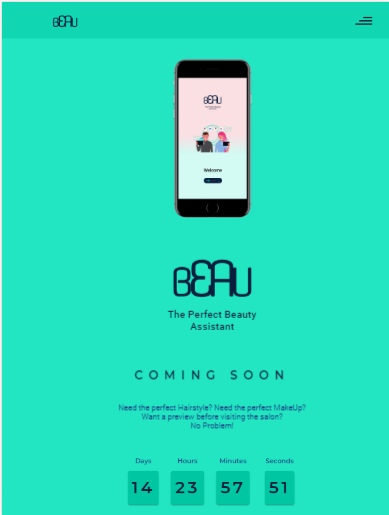 BEAU
BEAU
Welcome
BEAU
The Perfect Beauty
Assistant
COMING SOON
Need the perfect Hairstyle? Need the perfect MakeUp?
Want a preview before visiting the salon?
No Problem!
Days Hours Minutes Seconds
14 23 57 51